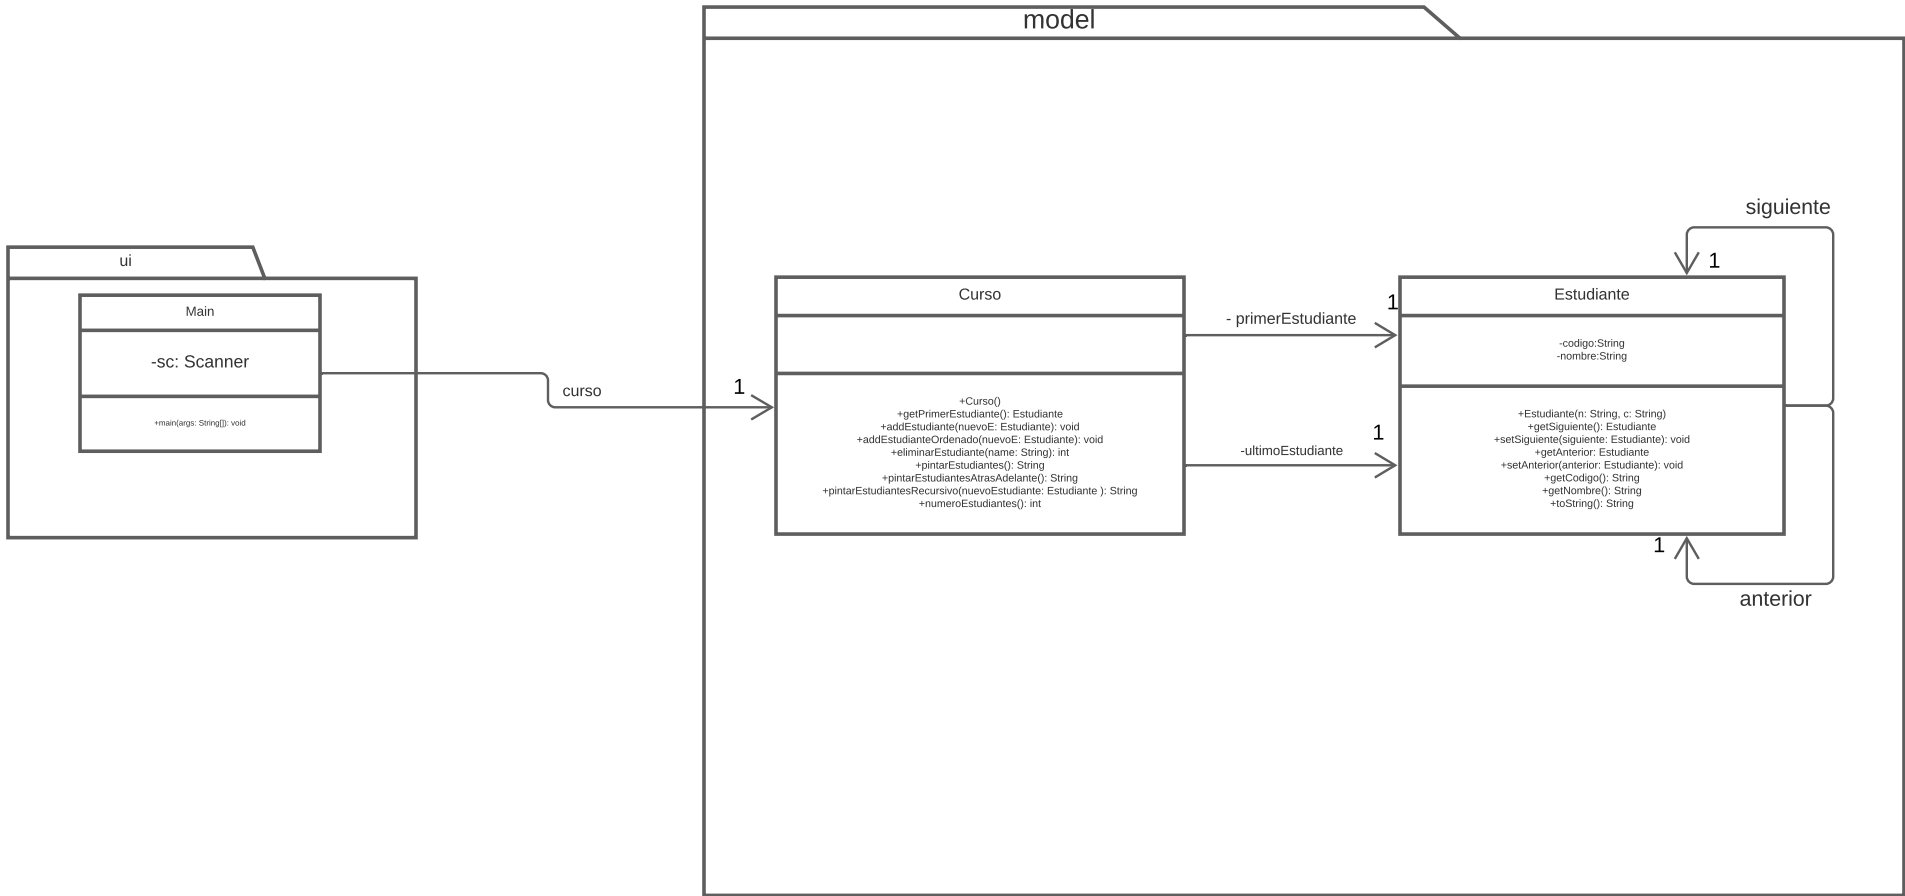 model
ui
Main
-sc: Scanner
+main(args: String[]): void
curso
1
Curso
+Curso()
+getPrimerEstudiante(): Estudiante
+addEstudiante(nuevoE: Estudiante): void
+addEstudianteOrdenado(nuevoE: Estudiante): void
+eliminarEstudiante(name: String): int
+pintarEstudiantes(): String
+pintarEstudiantesAtrasAdelante(): String
+pintarEstudiantesRecursivo(nuevoEstudiante: Estudiante ): String
+numeroEstudiantes(): int
- primerEstudiante
1
-ultimoEstudiante
1
siguiente
1
Estudiante
-codigo:String
-nombre:String
+Estudiante(n: String, c: String)
+getSiguiente(): Estudiante
+setSiguiente(siguiente: Estudiante): void
+getAnterior: Estudiante
+setAnterior(anterior: Estudiante): void
+getCodigo(): String
+getNombre(): String
+toString(): String
1
anterior